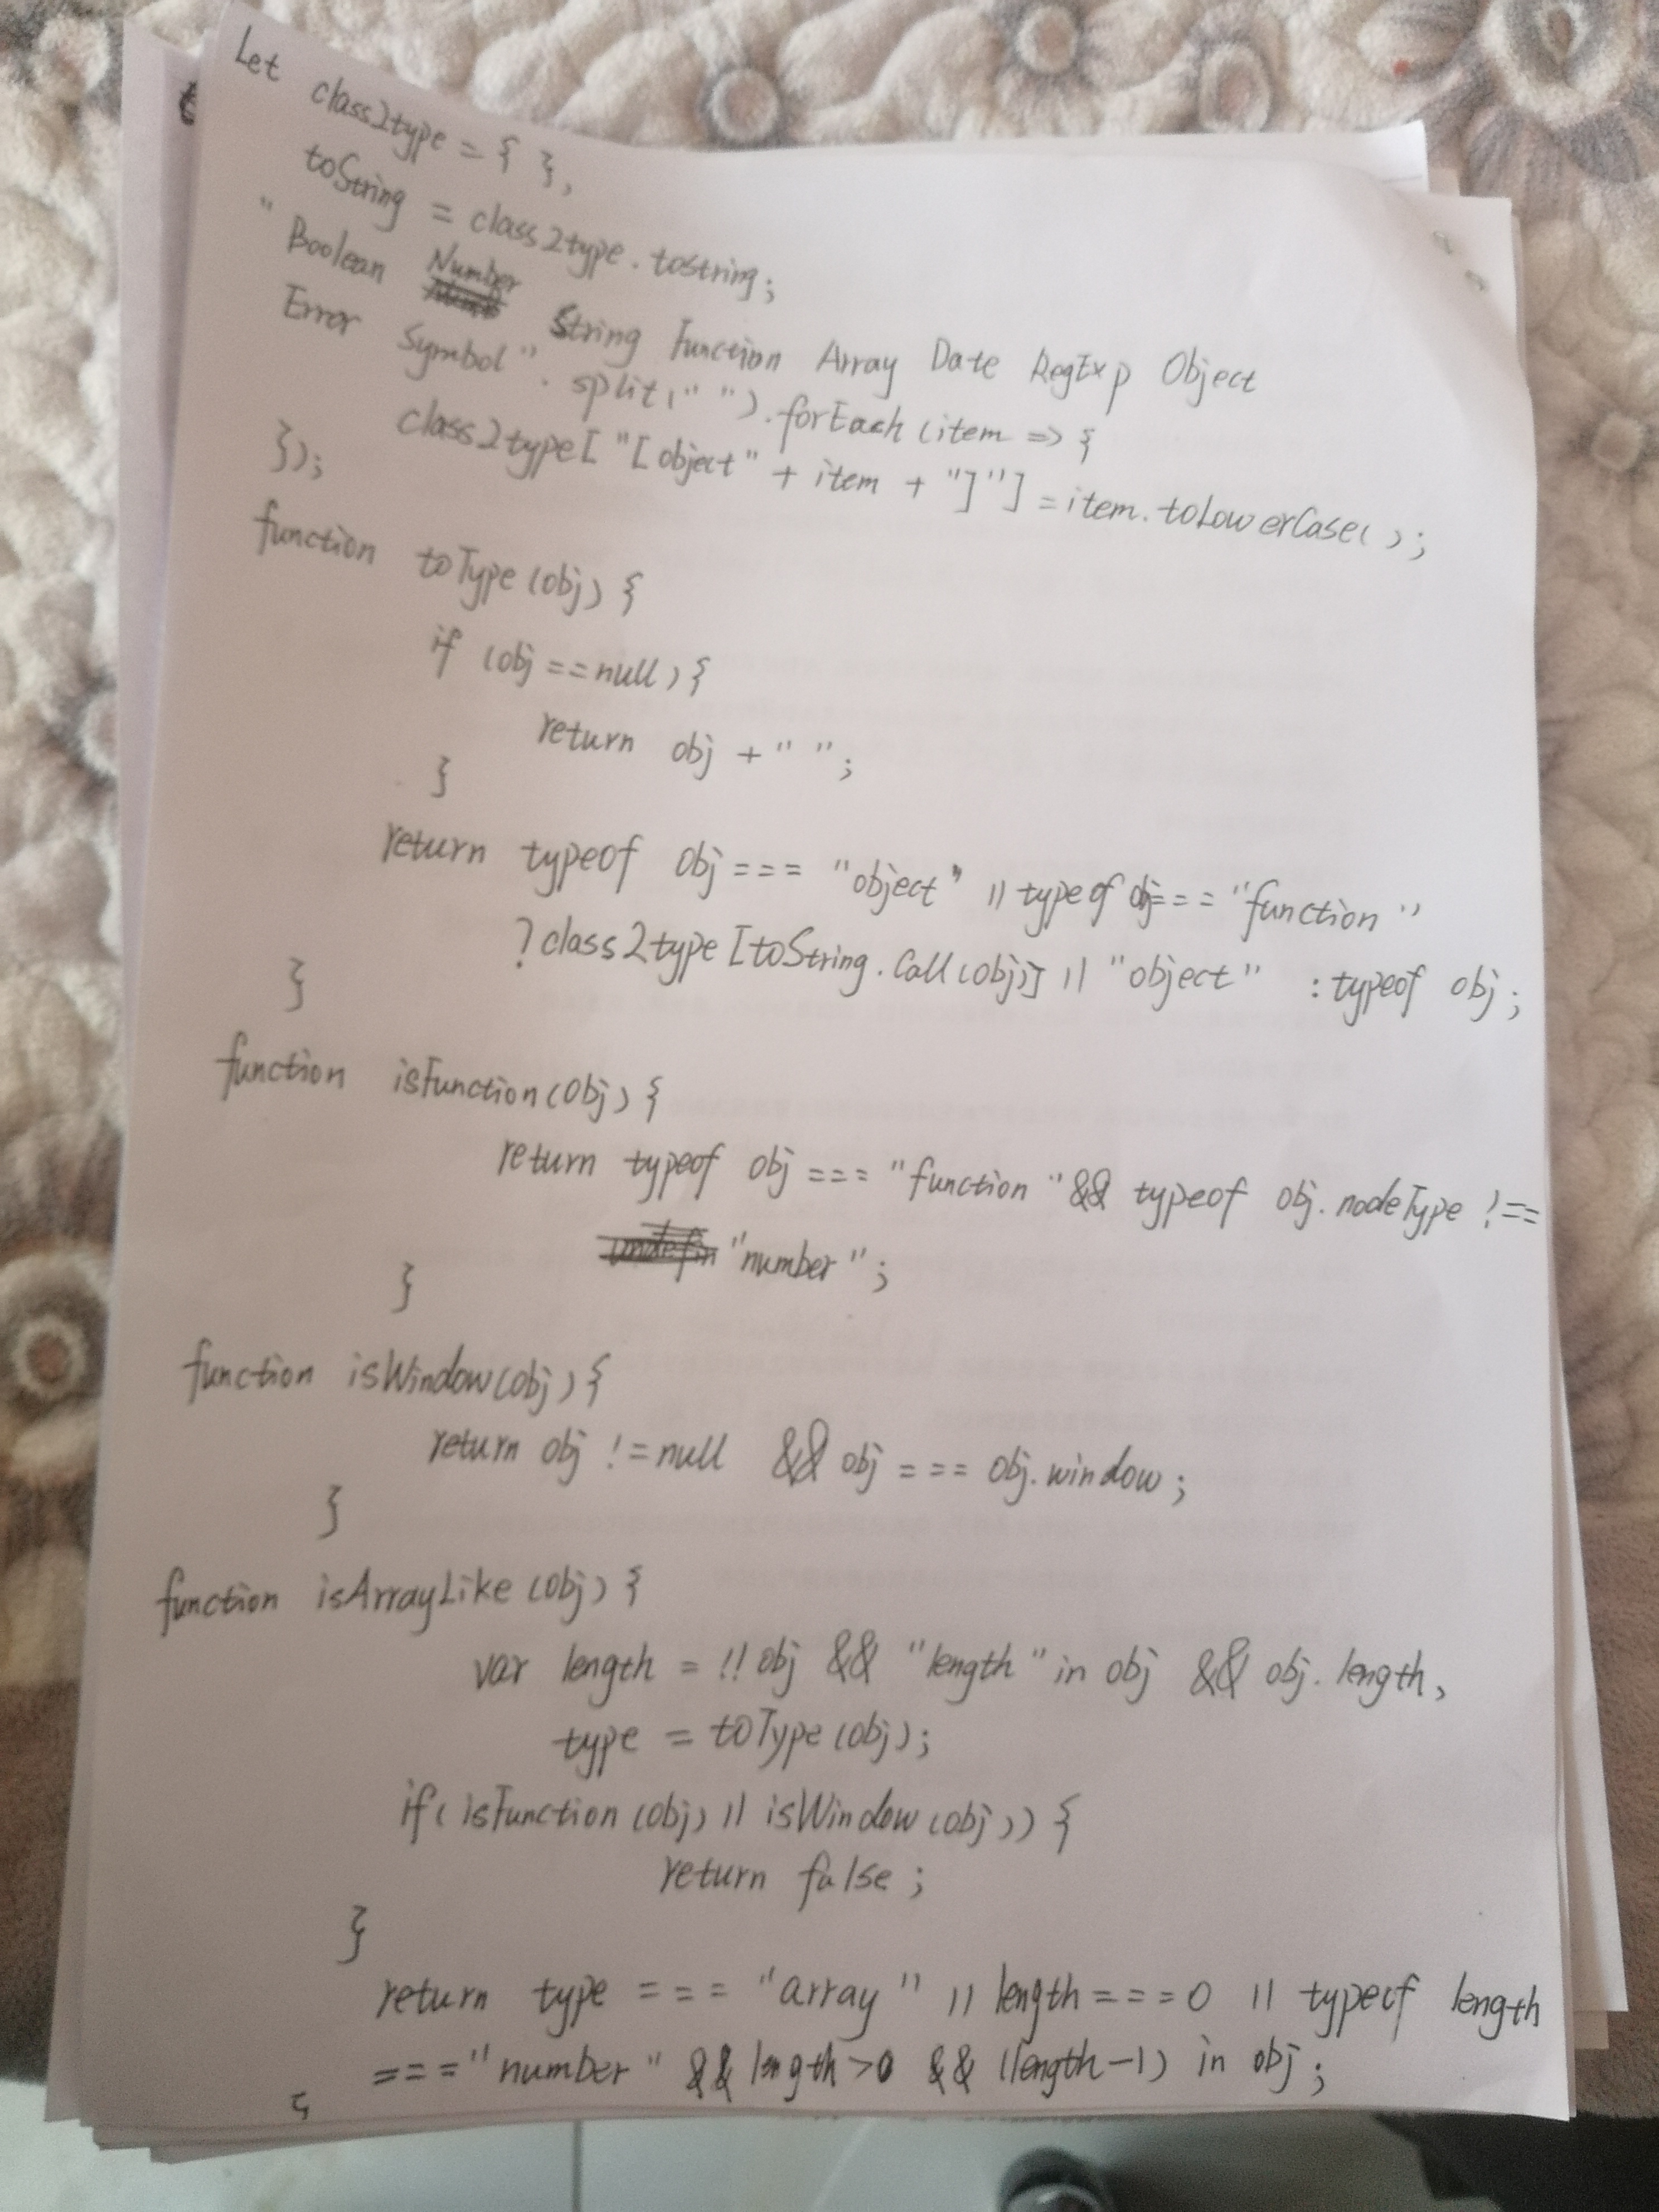 Let class2type = { },
toString = class2type.tostring;
"Boolean Number String Function Array Date RegExp Object
Error Symbol". split(" ").forEach (item => {
class2type[ "[object" + item + "]"] = item.toLowerCase( );
});
function toType(obj) {
if (obj ==null) {
return obj + " ";
}
return typeof obj === "object" || typeof obj=== "function"
? class2type [toString.Call(obj)] || "object" : typeof obj;
}
function isFunction(obj) {
return typeof obj === "function" && typeof obj.nodeType !==
"number";
}
function isWindow(obj) {
return obj !=null && obj === obj.window;
}
function isArrayLike (obj) {
var length = !! obj && "length" in obj && obj.length,
type = toType(obj);
if( isFunction (obj) || isWindow (obj)) {
return false;
}
return type === "array" || length===0 || typeof length
==="number" && length>0 && (length-1) in obj;
}